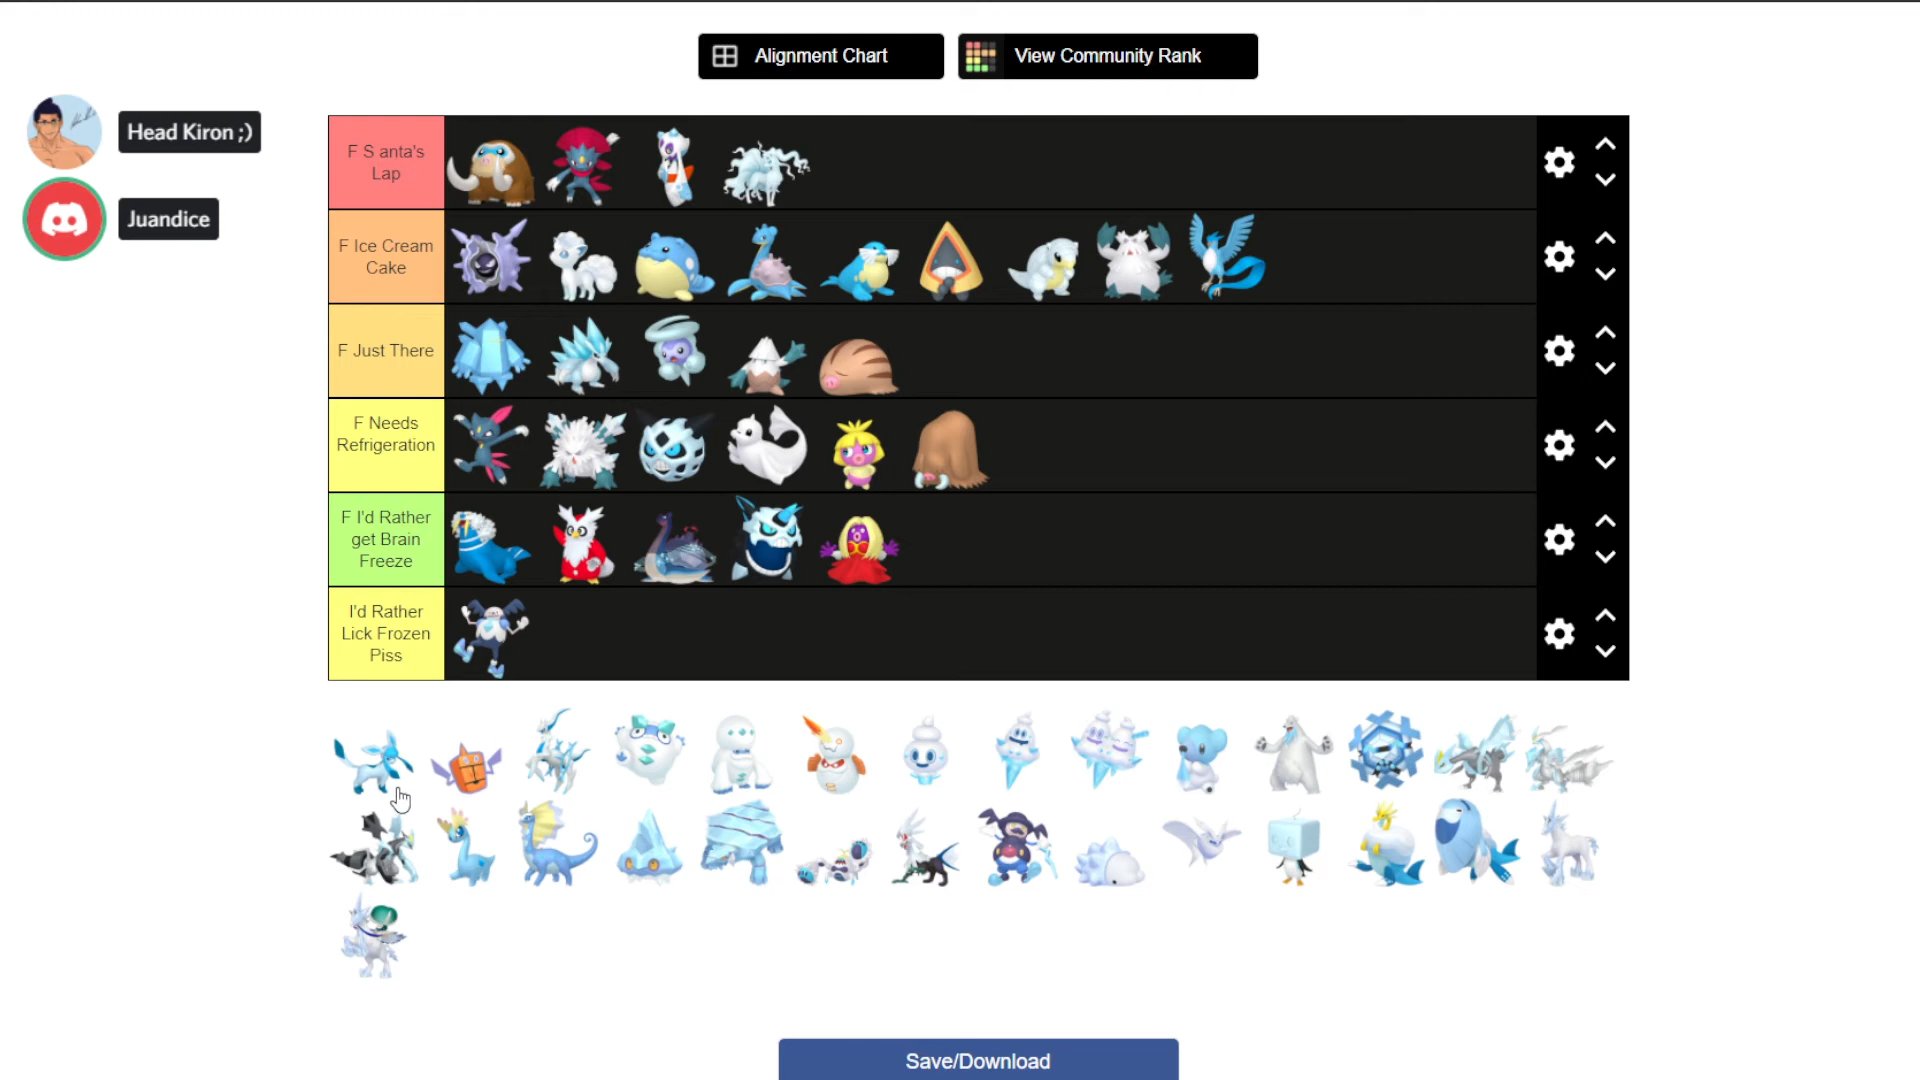 Alignment Chart
View Community Rank
Head Kiron ;)
Juandice
F S anta's
Lap
F Ice Cream
Cake
F Just There
F Needs
Refrigeration
F I'd Rather
get Brain
Freeze
I'd Rather
Lick Frozen
Piss
Save/Download